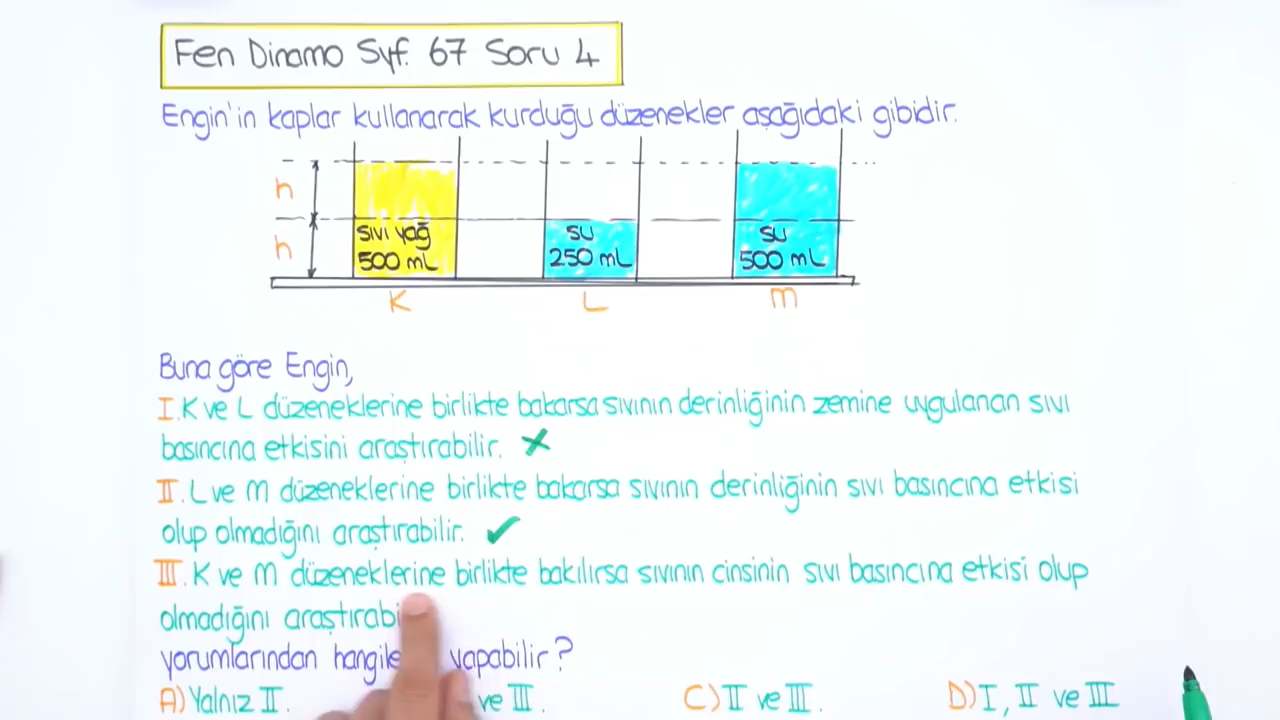 Fen Dinamo Syf. 67 Soru 4
Engin'in kaplar kullanarak kurduğu düzenekler aşağıdaki gibidir.
h
h
sıvı yağ
500 mL
su
250 mL
su
500 mL
K
L
m
Buna göre Engin,
I. K ve L düzeneklerine birlikte bakarsa sıvının derinliğinin zemine uygulanan sıvı
basıncına etkisini araştırabilir. ✗
II. L ve m düzeneklerine birlikte bakarsa sıvının derinliğinin sıvı basıncına etkisi
olup olmadığını araştırabilir. ✓
III. K ve m düzeneklerine birlikte bakılırsa sıvının cinsinin sıvı basıncına etkisi olup
olmadığını
yorumlarından yapabilir?
A) Yalnız II. ve III. C) II ve III. D) I, II ve III